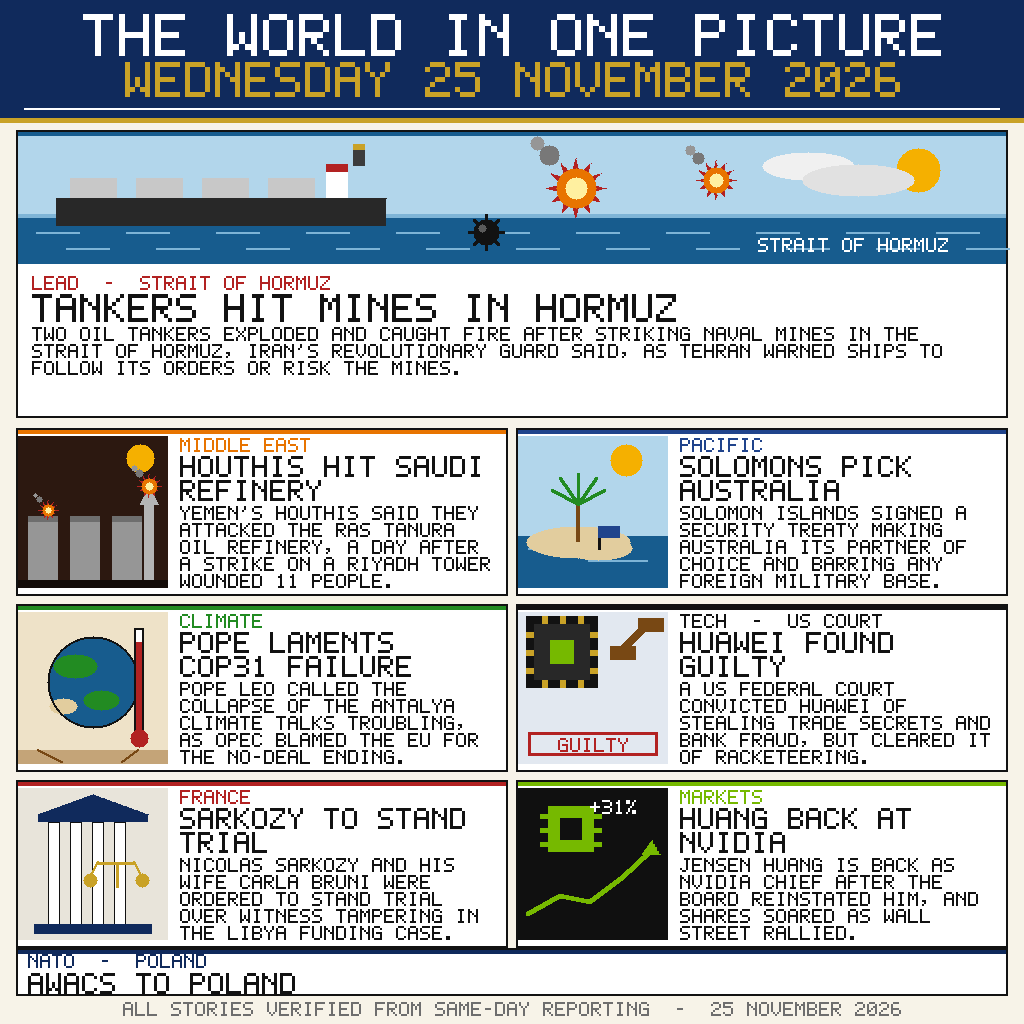 THE WORLD IN ONE PICTURE
WEDNESDAY 25 NOVEMBER 2026
STRAIT OF HORMUZ
LEAD - STRAIT OF HORMUZ
TANKERS HIT MINES IN HORMUZ
TWO OIL TANKERS EXPLODED AND CAUGHT FIRE AFTER STRIKING NAVAL MINES IN THE
STRAIT OF HORMUZ, IRAN'S REVOLUTIONARY GUARD SAID, AS TEHRAN WARNED SHIPS TO
FOLLOW ITS ORDERS OR RISK THE MINES.
MIDDLE EAST
HOUTHIS HIT SAUDI
REFINERY
YEMEN'S HOUTHIS SAID THEY
ATTACKED THE RAS TANURA
OIL REFINERY, A DAY AFTER
A STRIKE ON A RIYADH TOWER
WOUNDED 11 PEOPLE.
PACIFIC
SOLOMONS PICK
AUSTRALIA
SOLOMON ISLANDS SIGNED A
SECURITY TREATY MAKING
AUSTRALIA ITS PARTNER OF
CHOICE AND BARRING ANY
FOREIGN MILITARY BASE.
CLIMATE
POPE LAMENTS
COP31 FAILURE
POPE LEO CALLED THE
COLLAPSE OF THE ANTALYA
CLIMATE TALKS TROUBLING,
AS OPEC BLAMED THE EU FOR
THE NO-DEAL ENDING.
TECH - US COURT
HUAWEI FOUND
GUILTY
A US FEDERAL COURT
CONVICTED HUAWEI OF
STEALING TRADE SECRETS AND
BANK FRAUD, BUT CLEARED IT
OF RACKETEERING.
GUILTY
FRANCE
SARKOZY TO STAND
TRIAL
NICOLAS SARKOZY AND HIS
WIFE CARLA BRUNI WERE
ORDERED TO STAND TRIAL
OVER WITNESS TAMPERING IN
THE LIBYA FUNDING CASE.
+31%
MARKETS
HUANG BACK AT
NVIDIA
JENSEN HUANG IS BACK AS
NVIDIA CHIEF AFTER THE
BOARD REINSTATED HIM, AND
SHARES SOARED AS WALL
STREET RALLIED.
NATO - POLAND
AWACS TO POLAND
ALL STORIES VERIFIED FROM SAME-DAY REPORTING - 25 NOVEMBER 2026